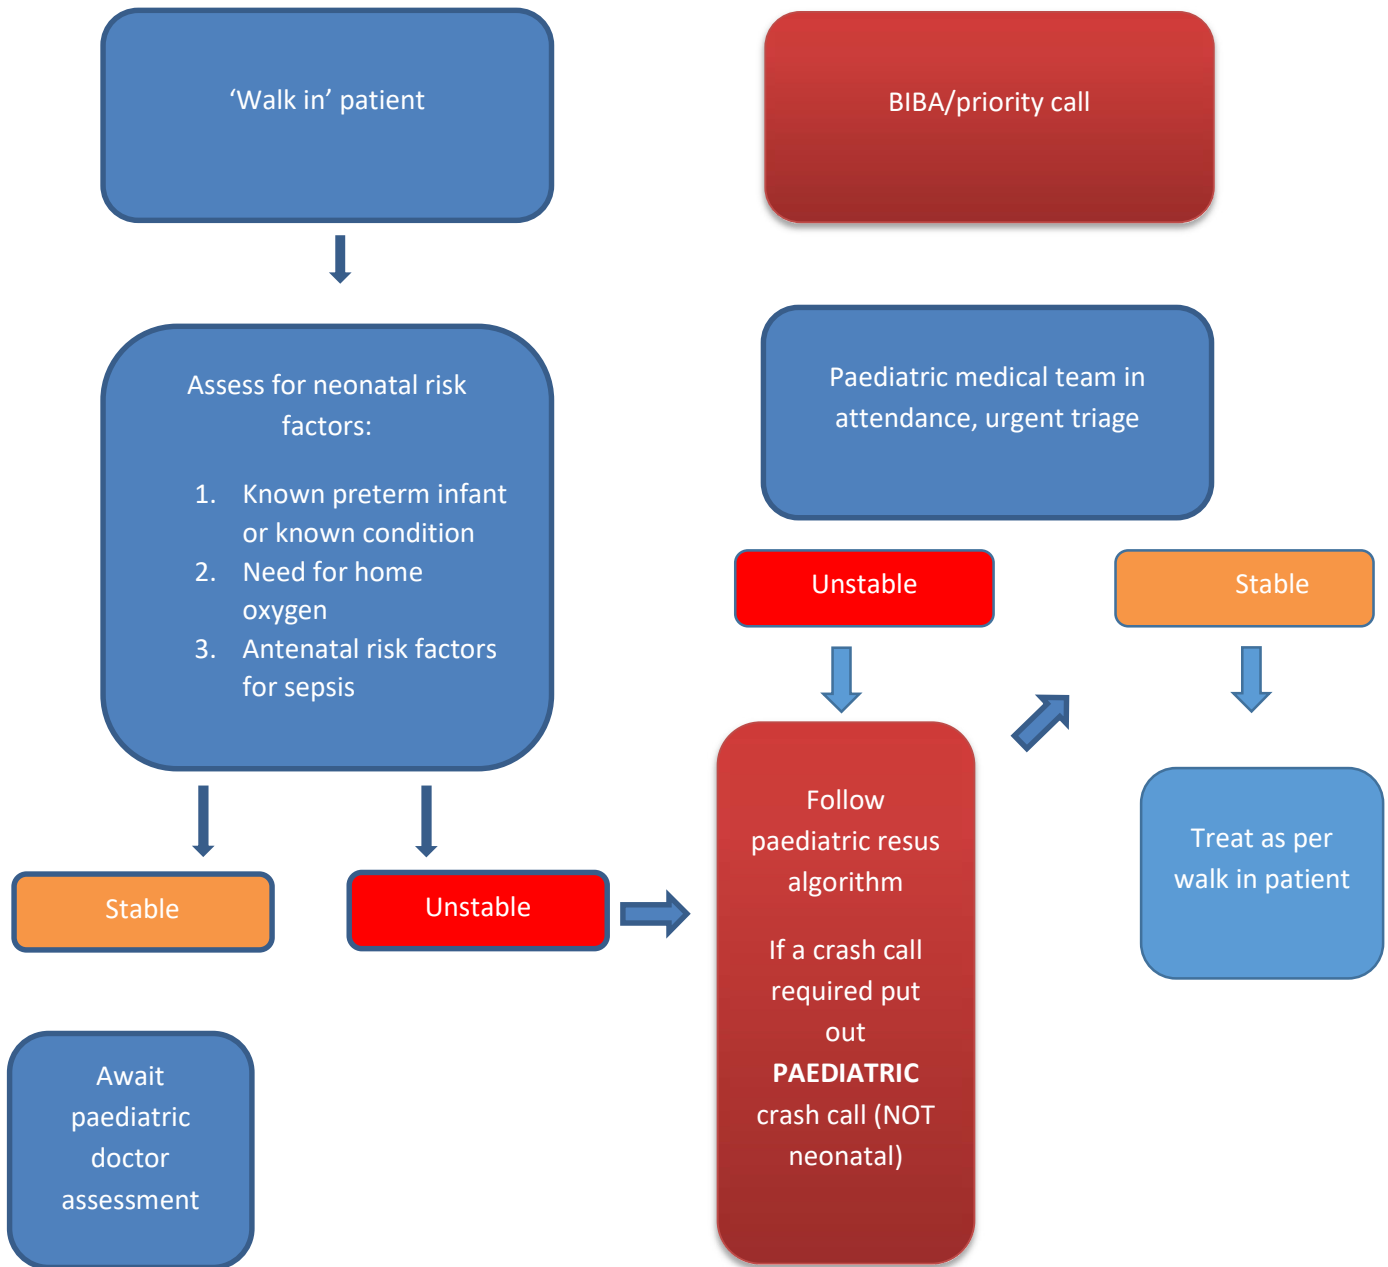 ‘Walk in’ patient
BIBA/priority call
Assess for neonatal risk
factors:
1. Known preterm infant
or known condition
2. Need for home
oxygen
3. Antenatal risk factors
for sepsis
Paediatric medical team in
attendance, urgent triage
Unstable
Stable
Stable
Unstable
Follow
paediatric resus
algorithm
If a crash call
required put
out
PAEDIATRIC
crash call (NOT
neonatal)
Treat as per
walk in patient
Await
paediatric
doctor
assessment